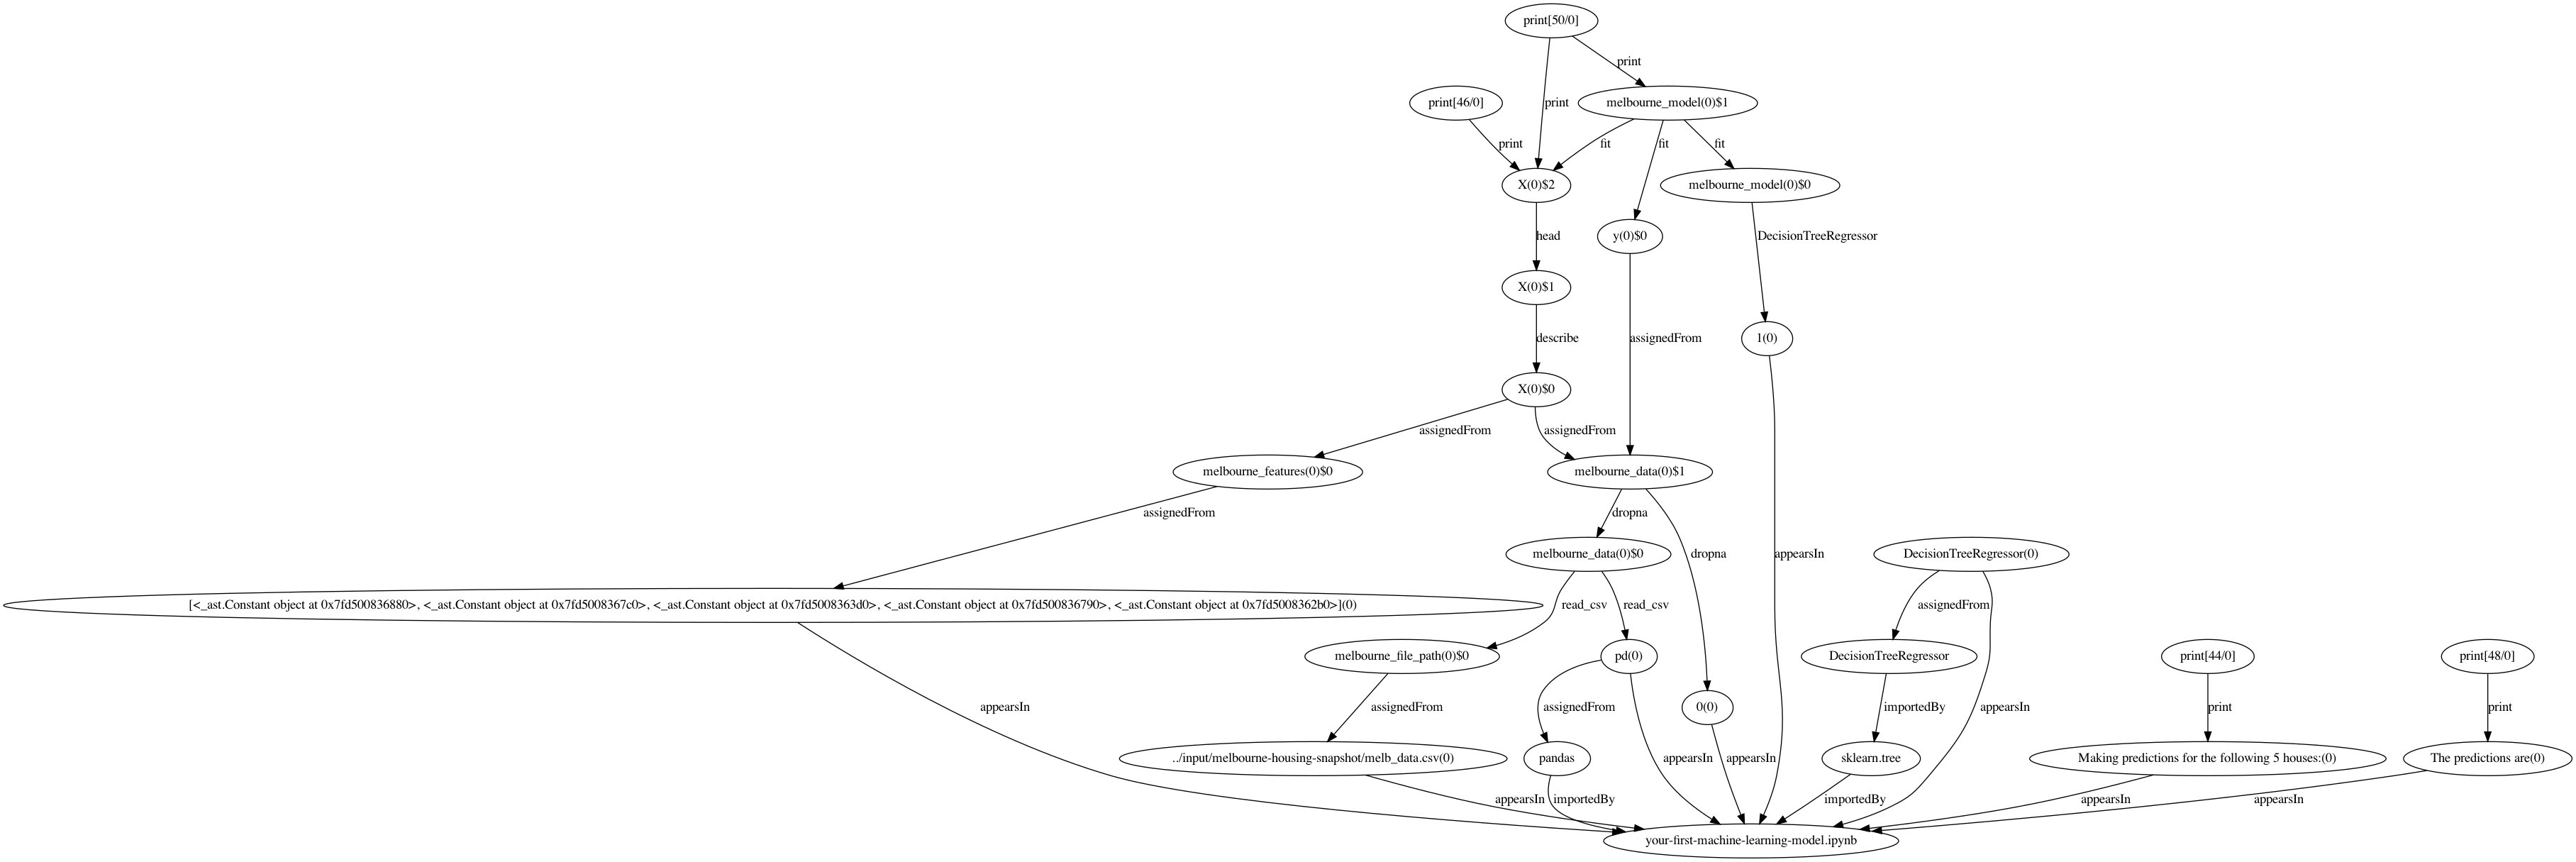 print[50/0]
print
print[46/0]
print
melbourne_model(0)$1
print
fit
fit
fit
X(0)$2
melbourne_model(0)$0
head
y(0)$0
DecisionTreeRegressor
X(0)$1
describe
assignedFrom
1(0)
X(0)$0
assignedFrom
assignedFrom
melbourne_features(0)$0
melbourne_data(0)$1
assignedFrom
dropna
melbourne_data(0)$0
dropna
appearsIn
DecisionTreeRegressor(0)
[<_ast.Constant object at 0x7fd500836880>, <_ast.Constant object at 0x7fd5008367c0>, <_ast.Constant object at 0x7fd5008363d0>, <_ast.Constant object at 0x7fd500836790>, <_ast.Constant object at 0x7fd5008362b0>](0)
read_csv
read_csv
assignedFrom
melbourne_file_path(0)$0
pd(0)
DecisionTreeRegressor
print[44/0]
print[48/0]
appearsIn
assignedFrom
assignedFrom
0(0)
importedBy
appearsIn
print
print
../input/melbourne-housing-snapshot/melb_data.csv(0)
pandas
appearsIn
appearsIn
sklearn.tree
Making predictions for the following 5 houses:(0)
The predictions are(0)
appearsIn
importedBy
importedBy
appearsIn
appearsIn
your-first-machine-learning-model.ipynb